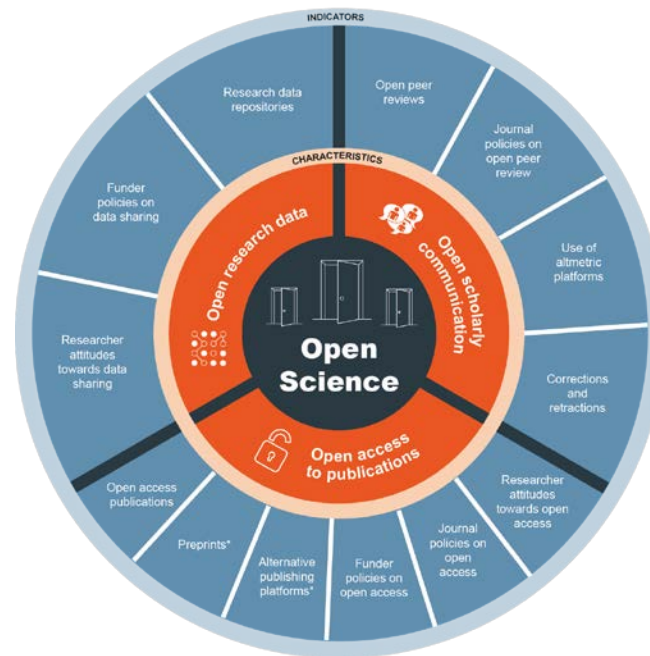 INDICATORS
Research data
repositories
Open peer
reviews
Journal
policies on
open peer
review
Funder
policies on
data sharing
Use of
altmetric
platforms
Researcher
attitudes
towards data
sharing
Corrections
and
retractions
CHARACTERISTICS
Open research data
Open scholarly
communication
Open access
to publications
Open
Science
Open access
publications
Preprints*
Alternative
publishing
platforms*
Funder
policies on
open access
Journal
policies on
open
access
Researcher
attitudes
towards open
access